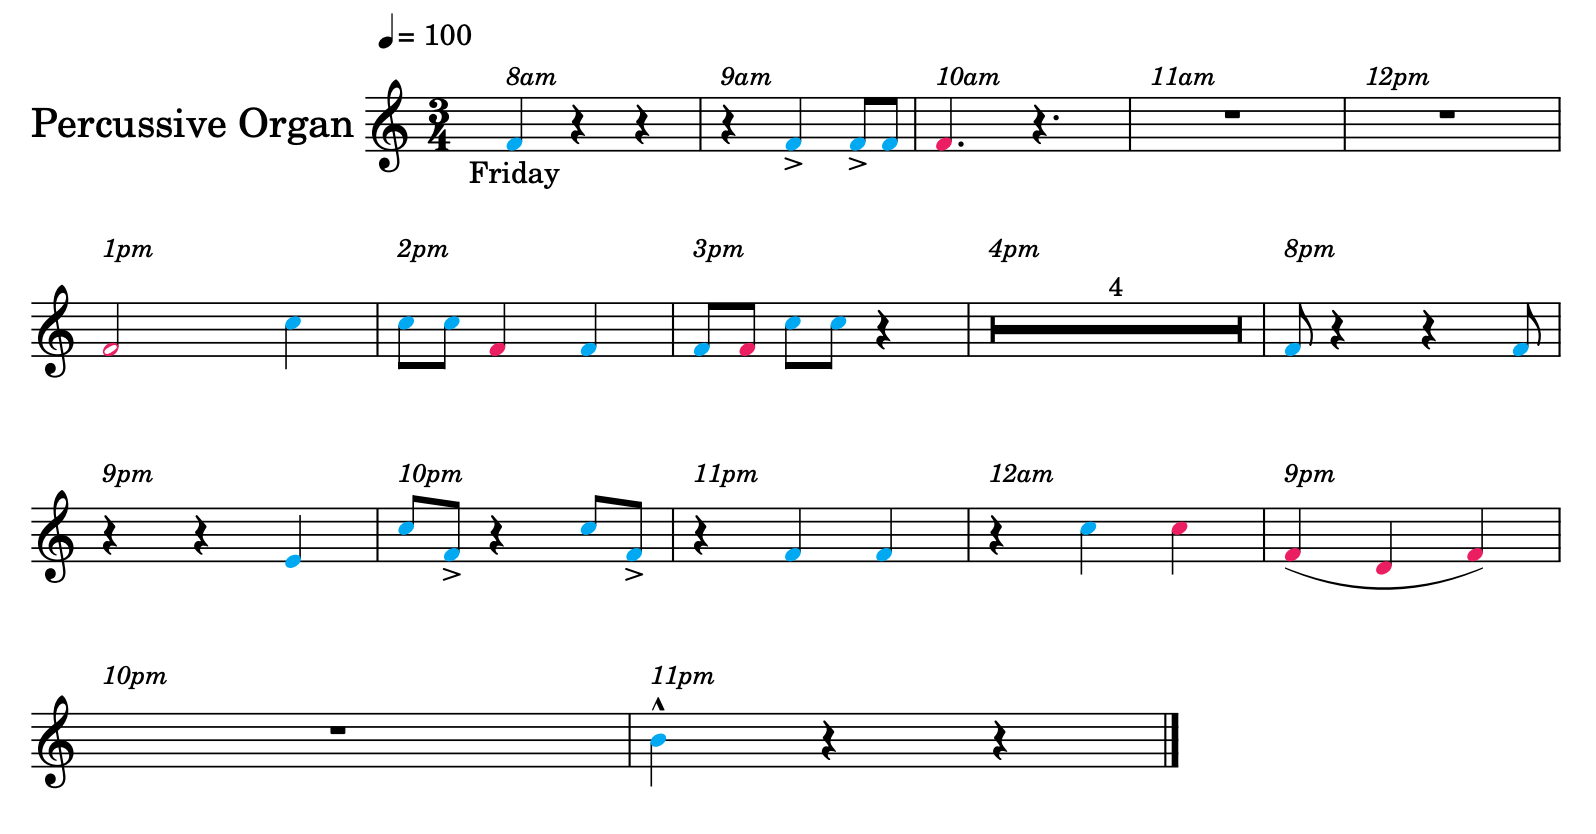 ♩= 100
8am 9am 10am 11am 12pm
Percussive Organ 3/4
Friday
1pm 2pm 3pm 4pm 8pm
4
9pm 10pm 11pm 12am 9pm
10pm 11pm